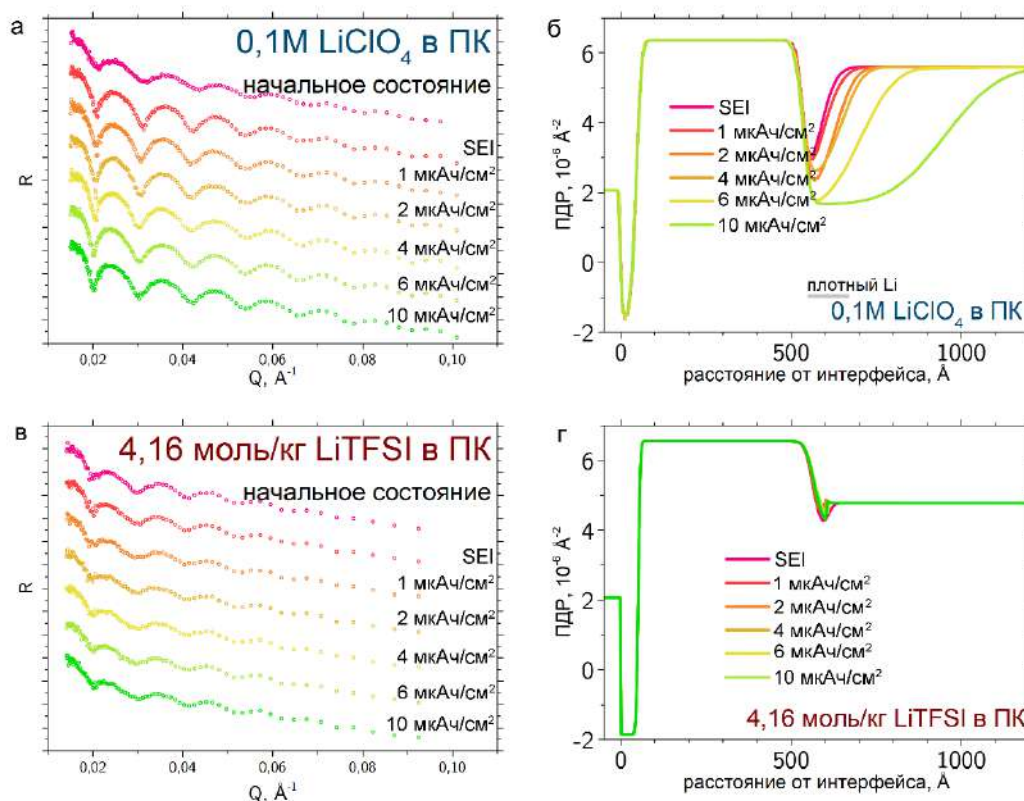 а
0,1М LiClO₄ в ПК
начальное состояние
SEI
1 мкАч/см²
2 мкАч/см²
4 мкАч/см²
6 мкАч/см²
10 мкАч/см²
R
0,02
0,04
0,06
0,08
0,10
Q, Å⁻¹
б
6
4
2
0
-2
ПДР, 10⁻⁶ Å⁻²
SEI
1 мкАч/см²
2 мкАч/см²
4 мкАч/см²
6 мкАч/см²
10 мкАч/см²
плотный Li
0,1М LiClO₄ в ПК
0
500
1000
расстояние от интерфейса, Å
в
4,16 моль/кг LiTFSI в ПК
начальное состояние
SEI
1 мкАч/см²
2 мкАч/см²
4 мкАч/см²
6 мкАч/см²
10 мкАч/см²
R
0,02
0,04
0,06
0,08
0,10
Q, Å⁻¹
г
6
4
2
0
-2
ПДР, 10⁻⁶ Å⁻²
SEI
1 мкАч/см²
2 мкАч/см²
4 мкАч/см²
6 мкАч/см²
10 мкАч/см²
4,16 моль/кг LiTFSI в ПК
0
500
1000
расстояние от интерфейса, Å